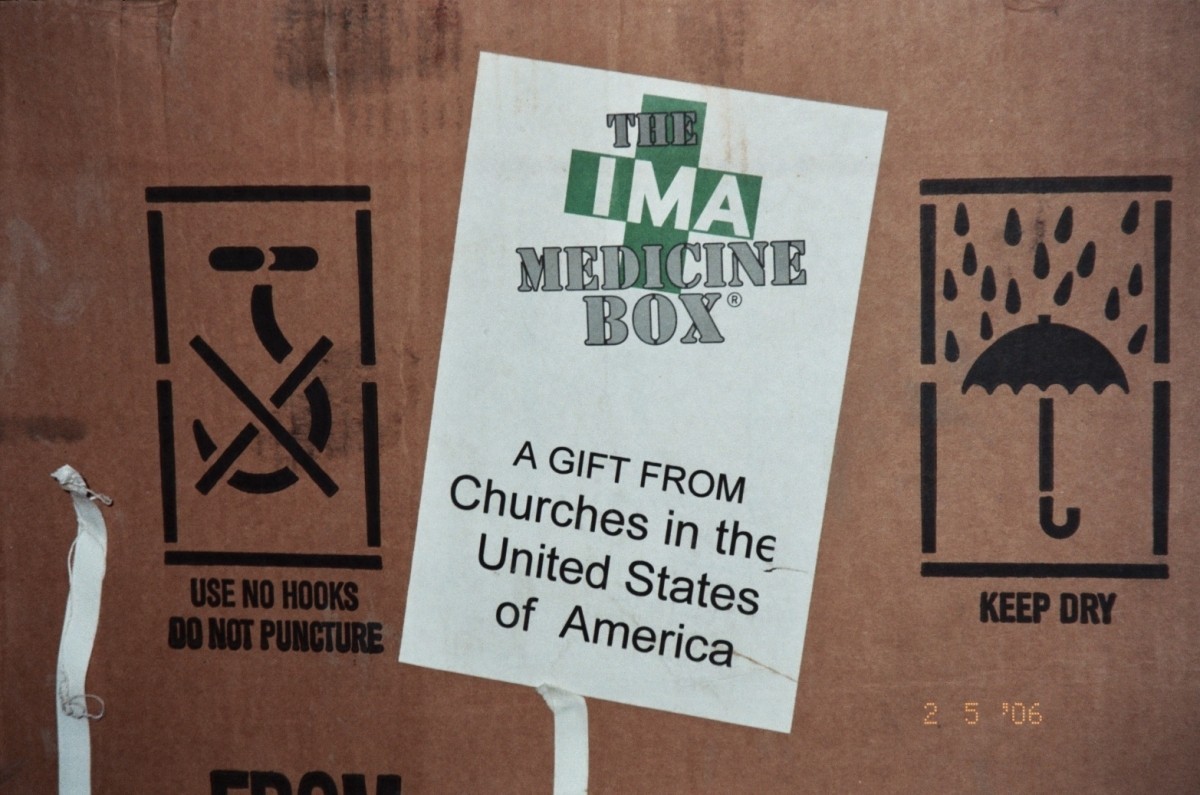 THE
IMA
MEDICINE
BOX®
A GIFT FROM
Churches in the
United States
of America
USE NO HOOKS
DO NOT PUNCTURE
KEEP DRY
2 5 '06
FROM